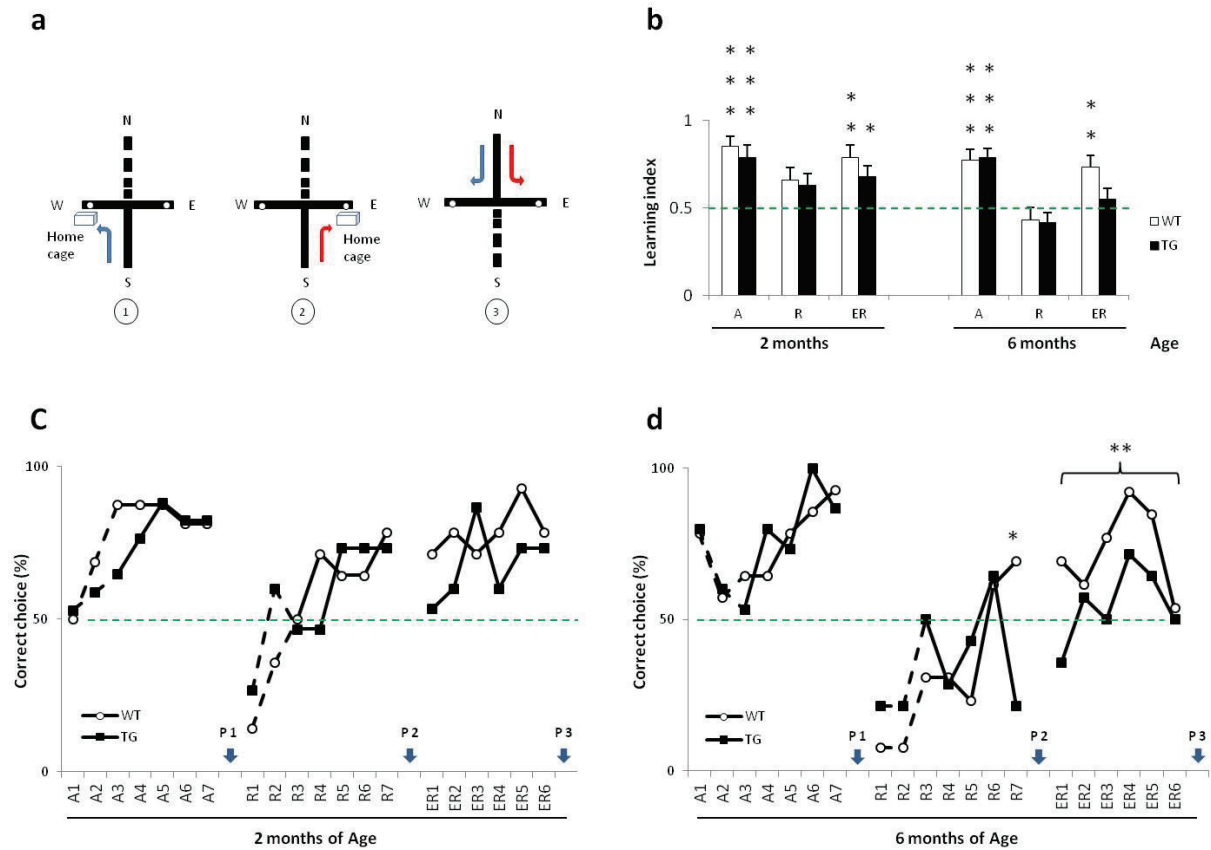 a
N
W
E
Home
cage
S
1
N
W
E
Home
cage
S
2
N
W
E
S
3
b
* *
* *
* *
*
* *
* *
* *
* *
*
*
Learning index
1
0.5
0
WT
TG
A
R
ER
A
R
ER
2 months
6 months
Age
C
Correct choice (%)
100
50
0
WT
TG
P 1
P 2
P 3
A1
A2
A3
A4
A5
A6
A7
R1
R2
R3
R4
R5
R6
R7
ER1
ER2
ER3
ER4
ER5
ER6
2 months of Age
d
**
*
Correct choice (%)
100
50
0
WT
TG
P 1
P 2
P 3
A1
A2
A3
A4
A5
A6
A7
R1
R2
R3
R4
R5
R6
R7
ER1
ER2
ER3
ER4
ER5
ER6
6 months of Age